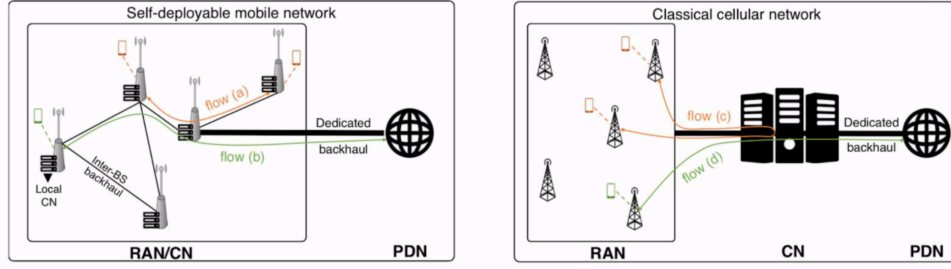 Self-deployable mobile network
flow (a)
flow (b)
Dedicated
backhaul
Inter-BS
backhaul
Local
CN
RAN/CN
PDN
Classical cellular network
flow (c)
flow (d)
Dedicated
backhaul
RAN
CN
PDN